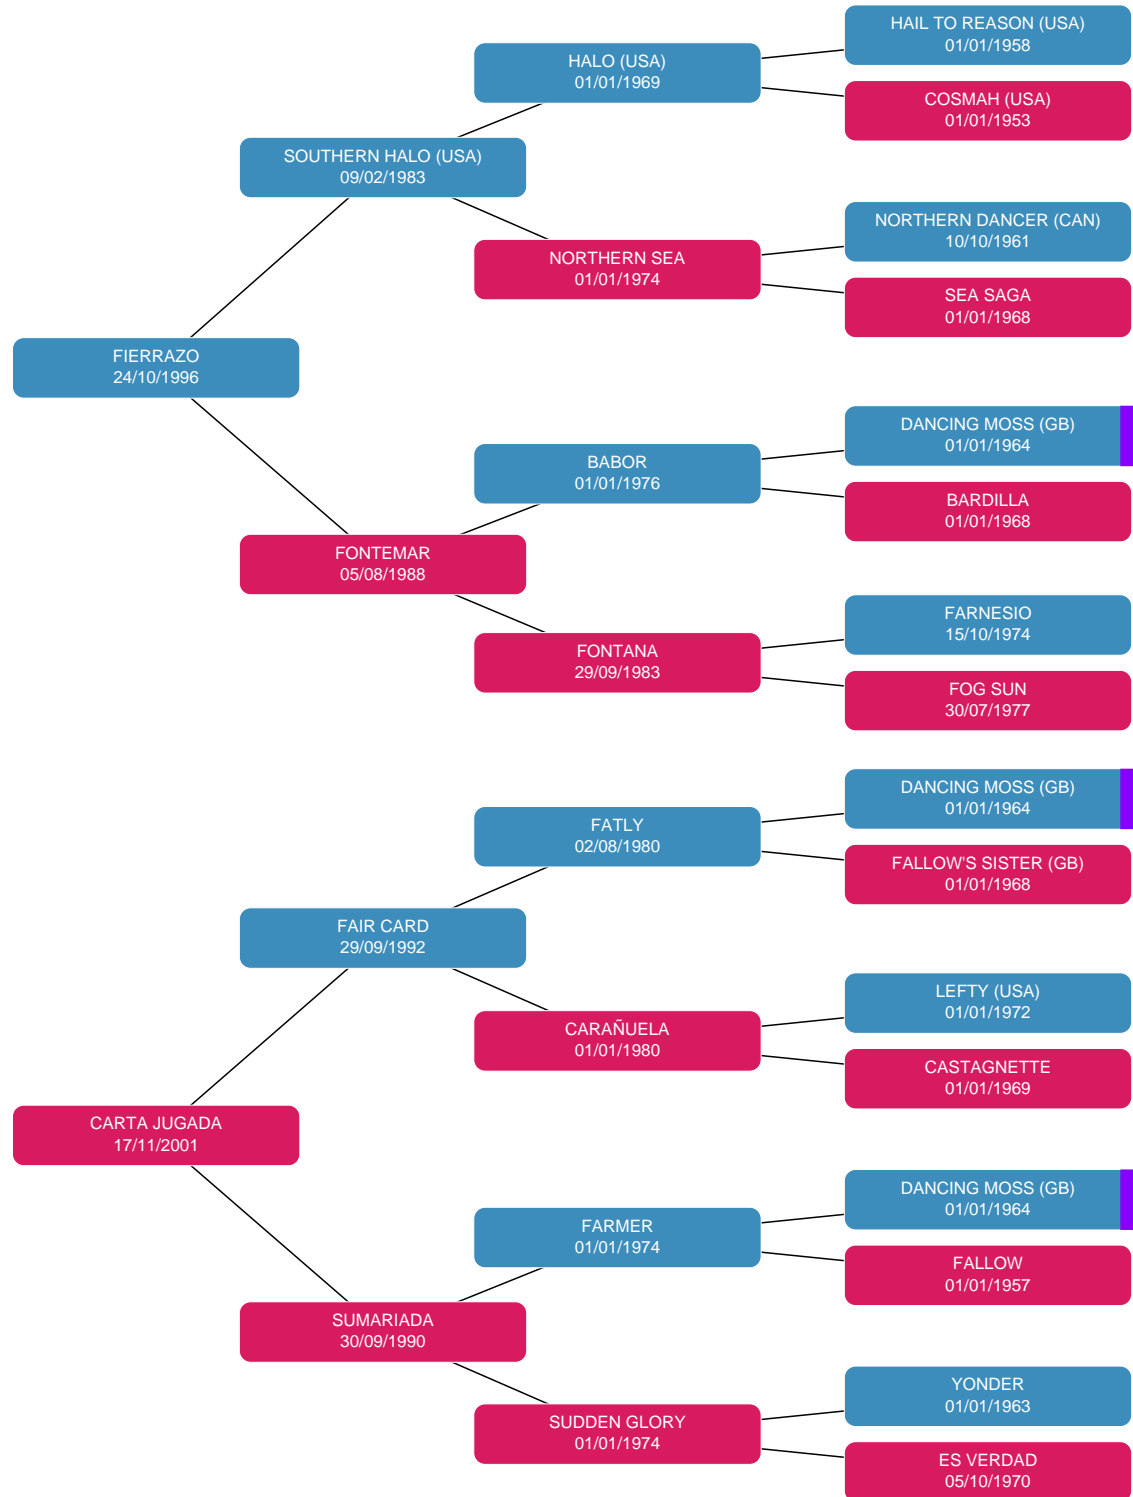 HAIL TO REASON (USA)
01/01/1958
HALO (USA)
01/01/1969
COSMAH (USA)
01/01/1953
SOUTHERN HALO (USA)
09/02/1983
NORTHERN DANCER (CAN)
10/10/1961
NORTHERN SEA
01/01/1974
SEA SAGA
01/01/1968
FIERRAZO
24/10/1996
DANCING MOSS (GB)
01/01/1964
BABOR
01/01/1976
BARDILLA
01/01/1968
FONTEMAR
05/08/1988
FARNESIO
15/10/1974
FONTANA
29/09/1983
FOG SUN
30/07/1977
DANCING MOSS (GB)
01/01/1964
FATLY
02/08/1980
FALLOW'S SISTER (GB)
01/01/1968
FAIR CARD
29/09/1992
LEFTY (USA)
01/01/1972
CARAÑUELA
01/01/1980
CASTAGNETTE
01/01/1969
CARTA JUGADA
17/11/2001
DANCING MOSS (GB)
01/01/1964
FARMER
01/01/1974
FALLOW
01/01/1957
SUMARIADA
30/09/1990
YONDER
01/01/1963
SUDDEN GLORY
01/01/1974
ES VERDAD
05/10/1970